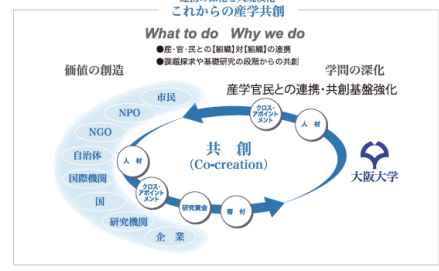 これからの産学共創
What to do Why we do
●産・官・民との【組織】対【組織】の連携
●課題探求や基礎研究の段階からの共創
価値の創造
学問の深化
産学官民との連携・共創基盤強化
市民
NPO
NGO
自治体
国際機関
国
研究機関
企業
クロス・
アポイント
メント
人材
共創
(Co-creation)
人材
クロス・
アポイント
メント
研究資金
寄付
大阪大学